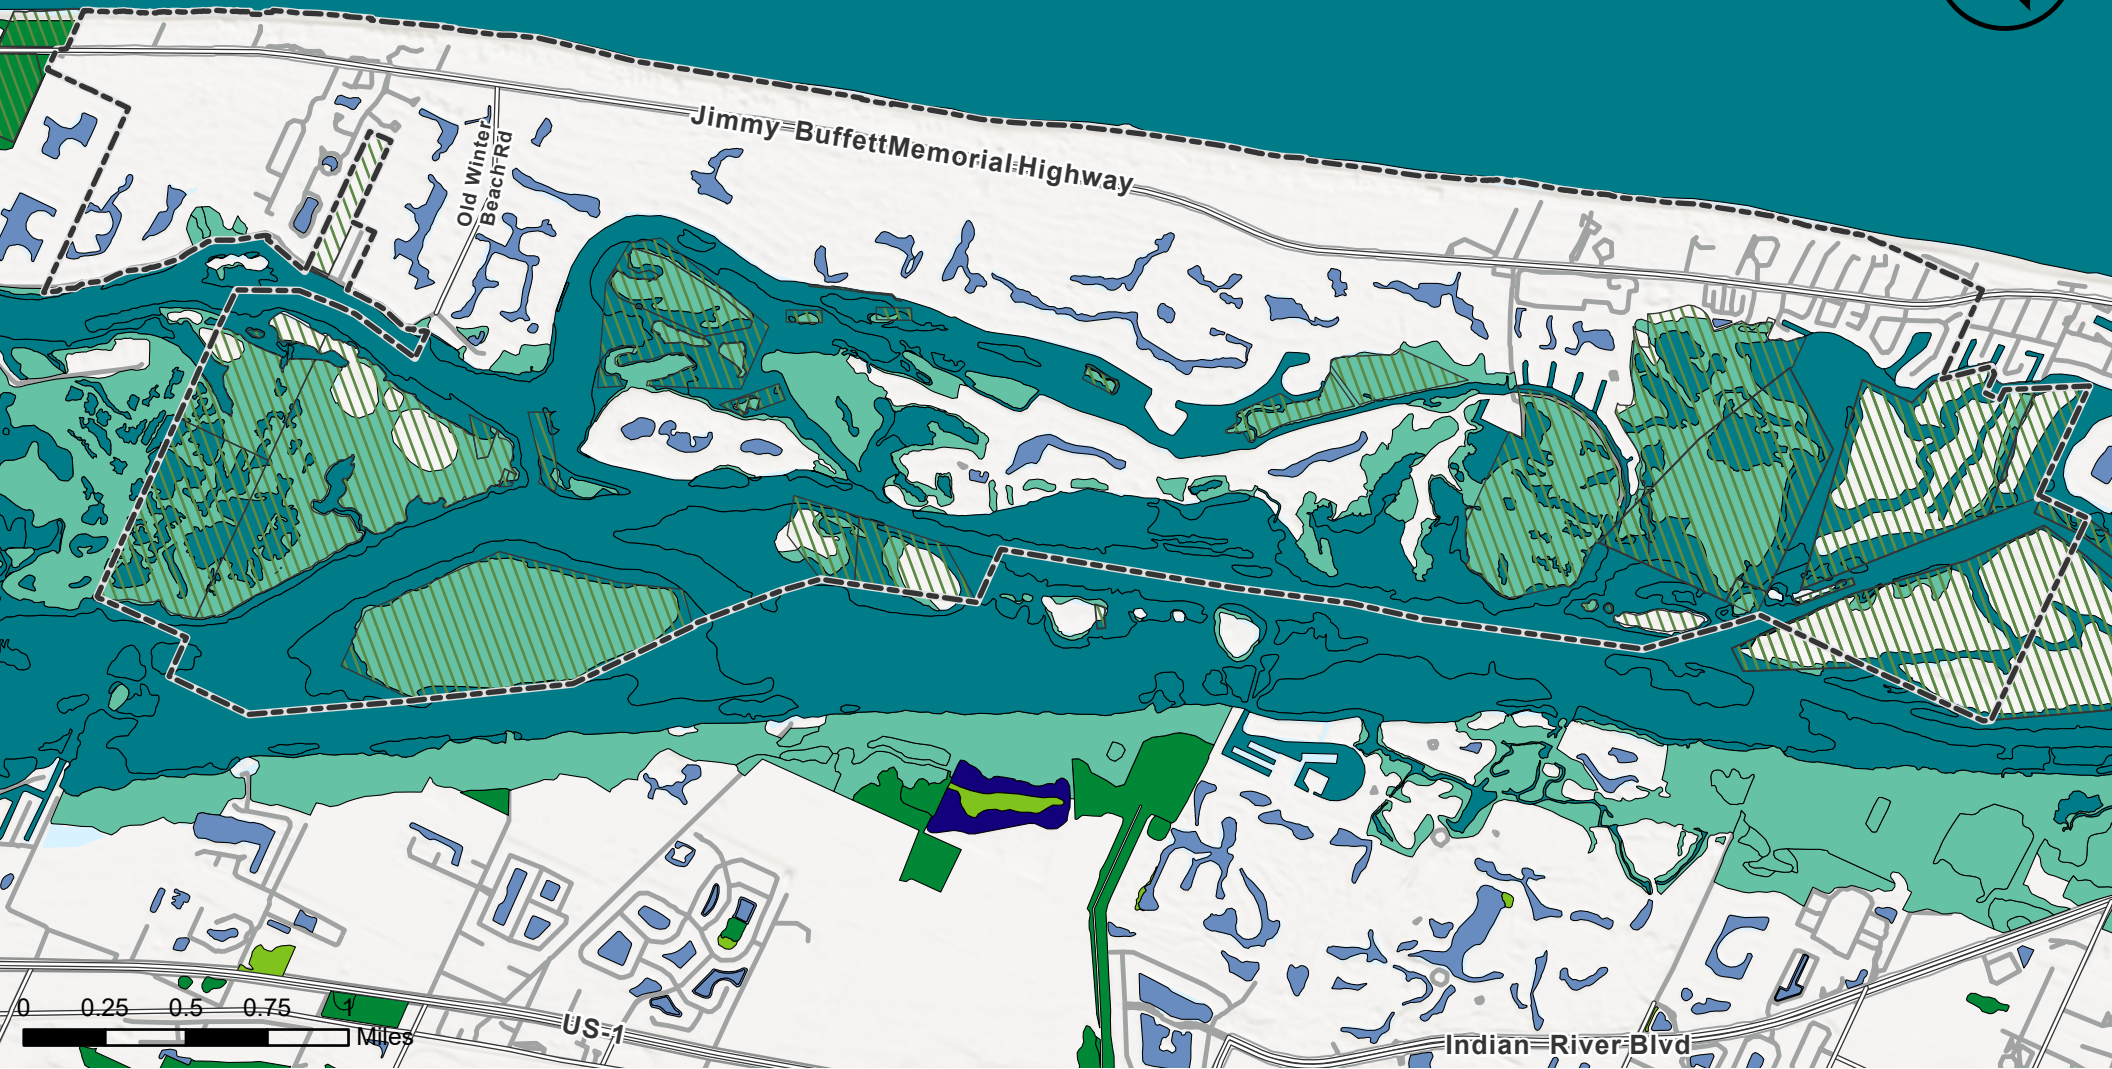 Jimmy Buffett Memorial Highway
Old Winter
Beach Rd
0 0.25 0.5 0.75 1
Miles
US-1
Indian River Blvd